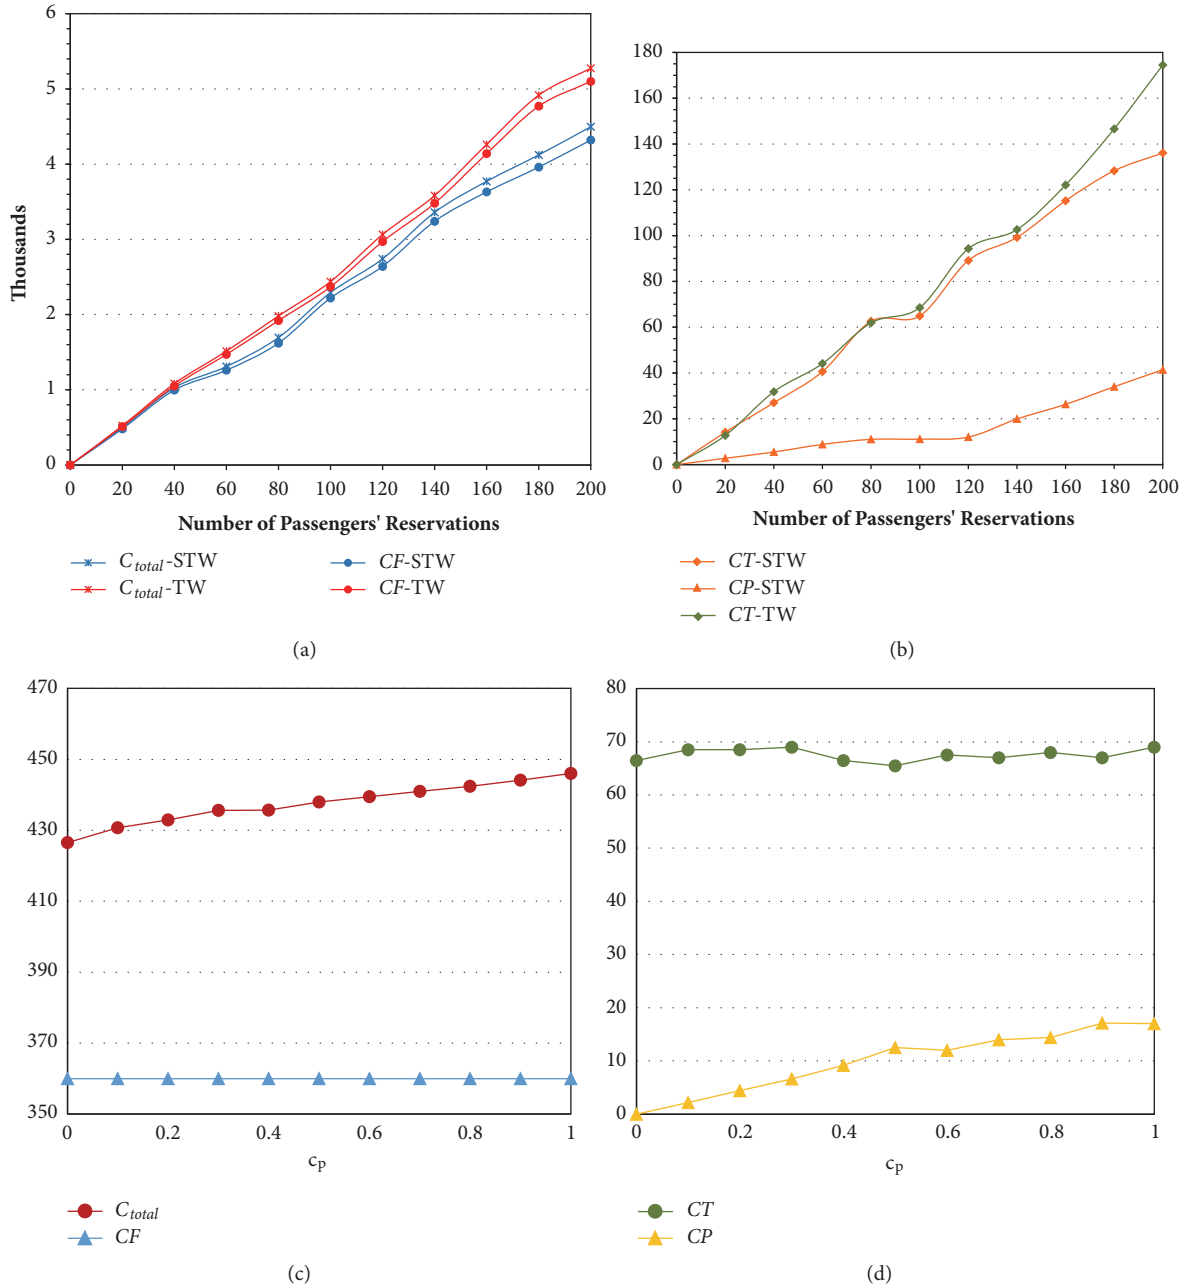 6
5
4
3
2
1
0
Thousands
0 20 40 60 80 100 120 140 160 180 200
Number of Passengers' Reservations
C_total-STW CF-STW
C_total-TW CF-TW
(a)
180
160
140
120
100
80
60
40
20
0
0 20 40 60 80 100 120 140 160 180 200
Number of Passengers' Reservations
CT-STW
CP-STW
CT-TW
(b)
470
450
430
410
390
370
350
0 0.2 0.4 0.6 0.8 1
c_p
C_total
CF
(c)
80
70
60
50
40
30
20
10
0
0 0.2 0.4 0.6 0.8 1
c_p
CT
CP
(d)